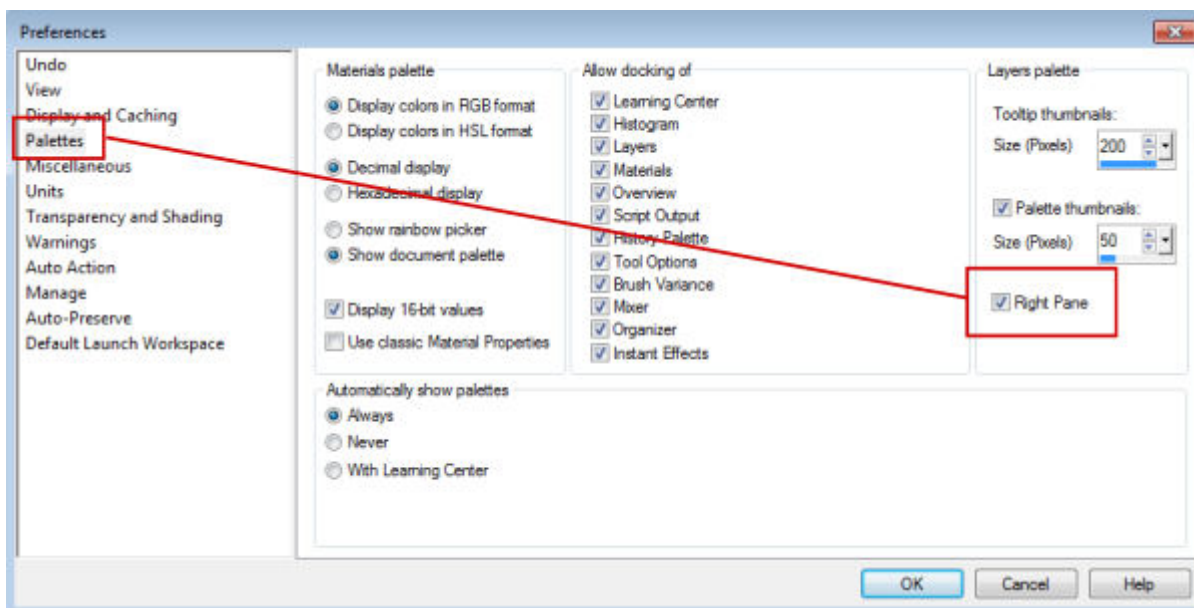 Preferences
Undo
View
Display and Caching
Palettes
Miscellaneous
Units
Transparency and Shading
Warnings
Auto Action
Manage
Auto-Preserve
Default Launch Workspace
Materials palette
Display colors in RGB format
Display colors in HSL format
Decimal display
Hexadecimal display
Show rainbow picker
Show document palette
Display 16-bit values
Use classic Material Properties
Allow docking of
Learning Center
Histogram
Layers
Materials
Overview
Script Output
History Palette
Tool Options
Brush Variance
Mixer
Organizer
Instant Effects
Layers palette
Tooltip thumbnails:
Size (Pixels) 200
Palette thumbnails:
Size (Pixels) 50
Right Pane
Automatically show palettes
Always
Never
With Learning Center
OK Cancel Help